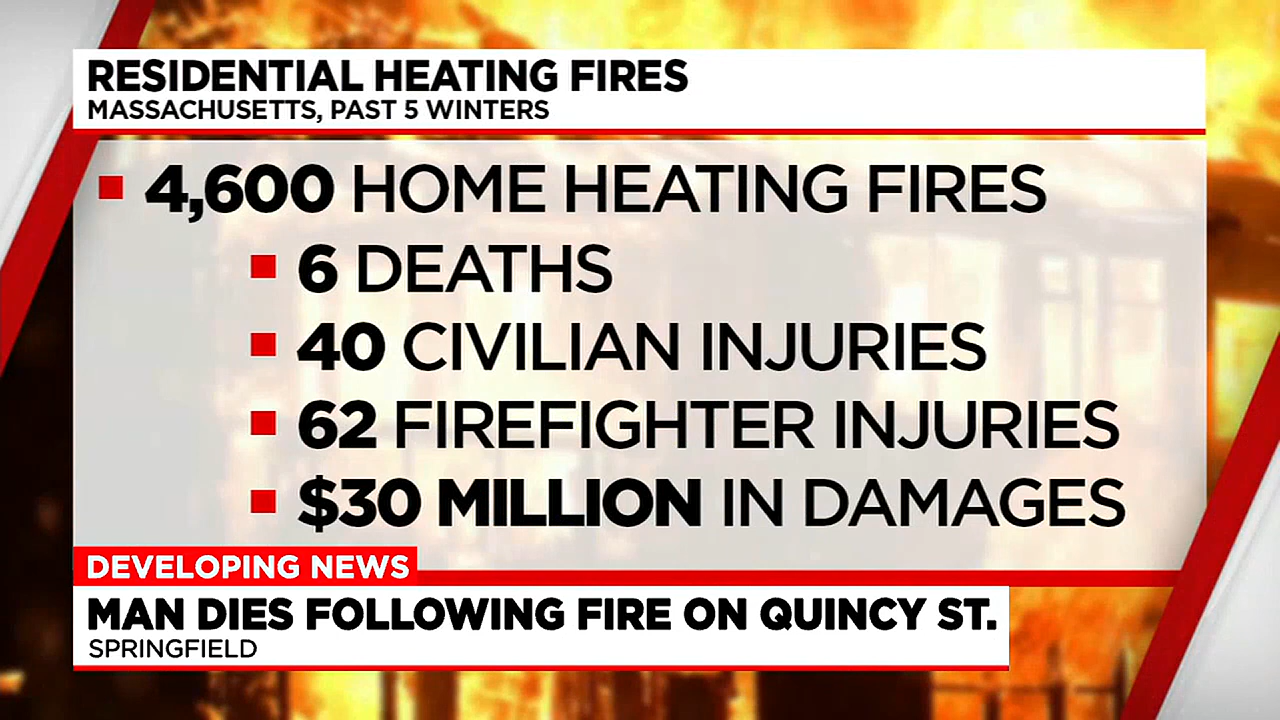 RESIDENTIAL HEATING FIRES
MASSACHUSETTS, PAST 5 WINTERS
4,600 HOME HEATING FIRES
6 DEATHS
40 CIVILIAN INJURIES
62 FIREFIGHTER INJURIES
$30 MILLION IN DAMAGES
DEVELOPING NEWS
MAN DIES FOLLOWING FIRE ON QUINCY ST.
SPRINGFIELD